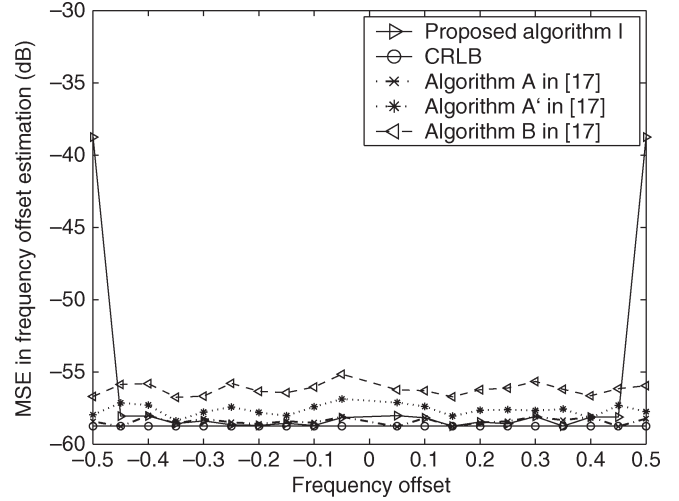 −30
−35
−40
−45
−50
−55
−60
MSE in frequency offset estimation (dB)
Proposed algorithm I
CRLB
Algorithm A in [17]
Algorithm A‘ in [17]
Algorithm B in [17]
−0.5 −0.4 −0.3 −0.2 −0.1 0 0.1 0.2 0.3 0.4 0.5
Frequency offset